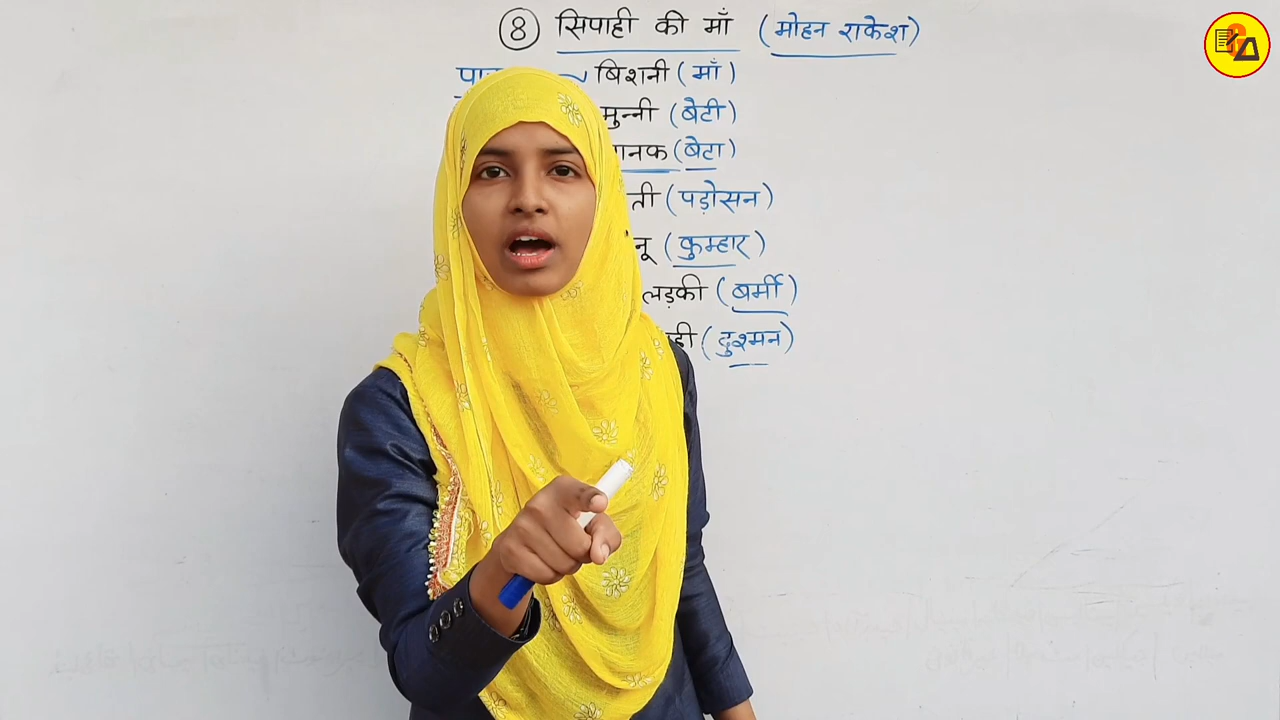 8 सिपाही की माँ (मोहन राकेश)
बिशनी (माँ)
मुन्नी (बेटी)
(बेटा)
(पड़ोसन)
(कुम्हार)
लड़की (बर्मी)
(दुश्मन)